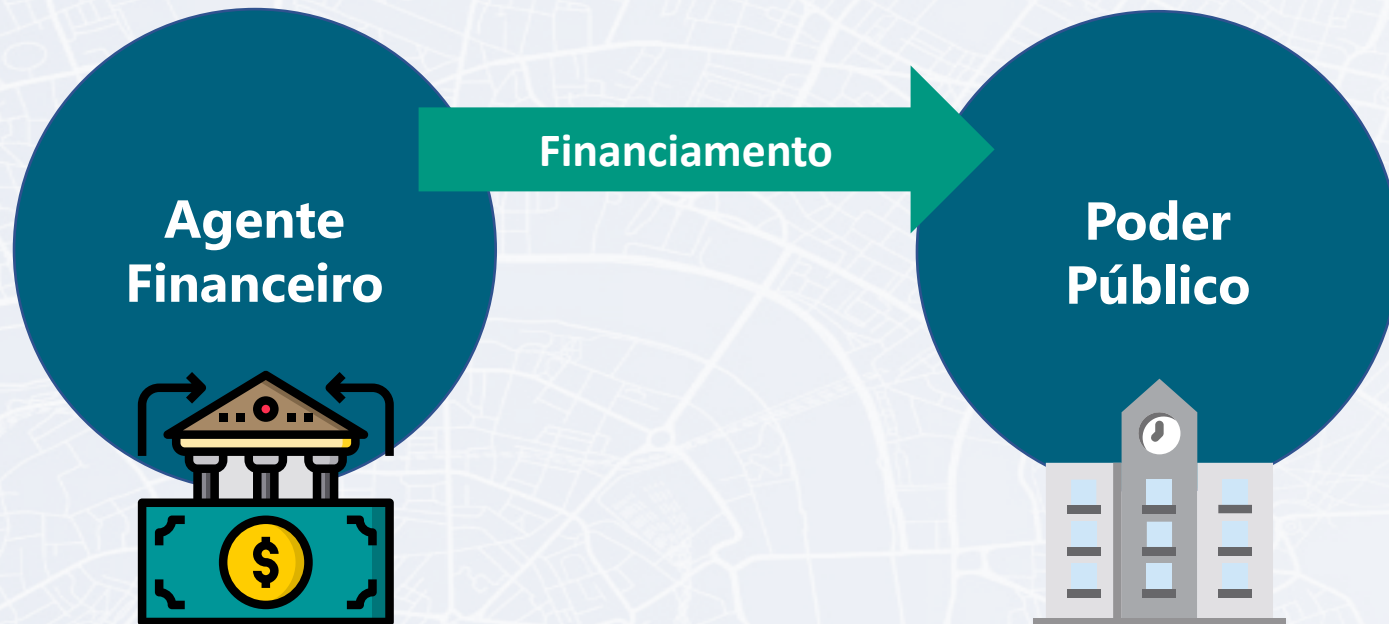 Financiamento
Agente
Financeiro
Poder
Público
$